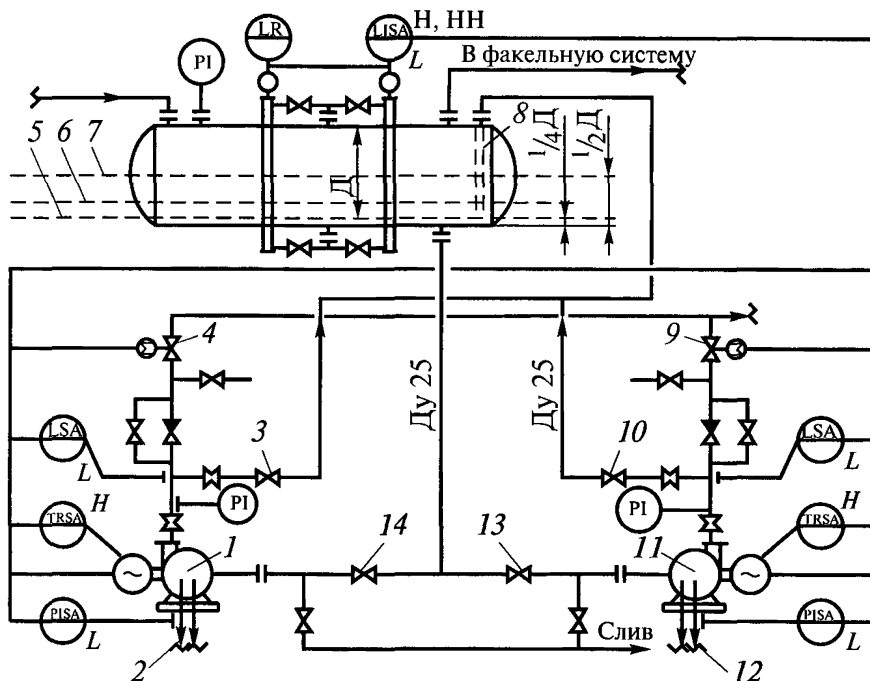 LR
LISA
H, HH
L
PI
В факельную систему
5
6
7
8
1/4 Д
1/2 Д
Д
4
9
Ду 25
Ду 25
LSA
L
3
10
LSA
L
PI
PI
TRSA
H
1
14
13
11
TRSA
H
PISA
L
2
Слив
12
PISA
L